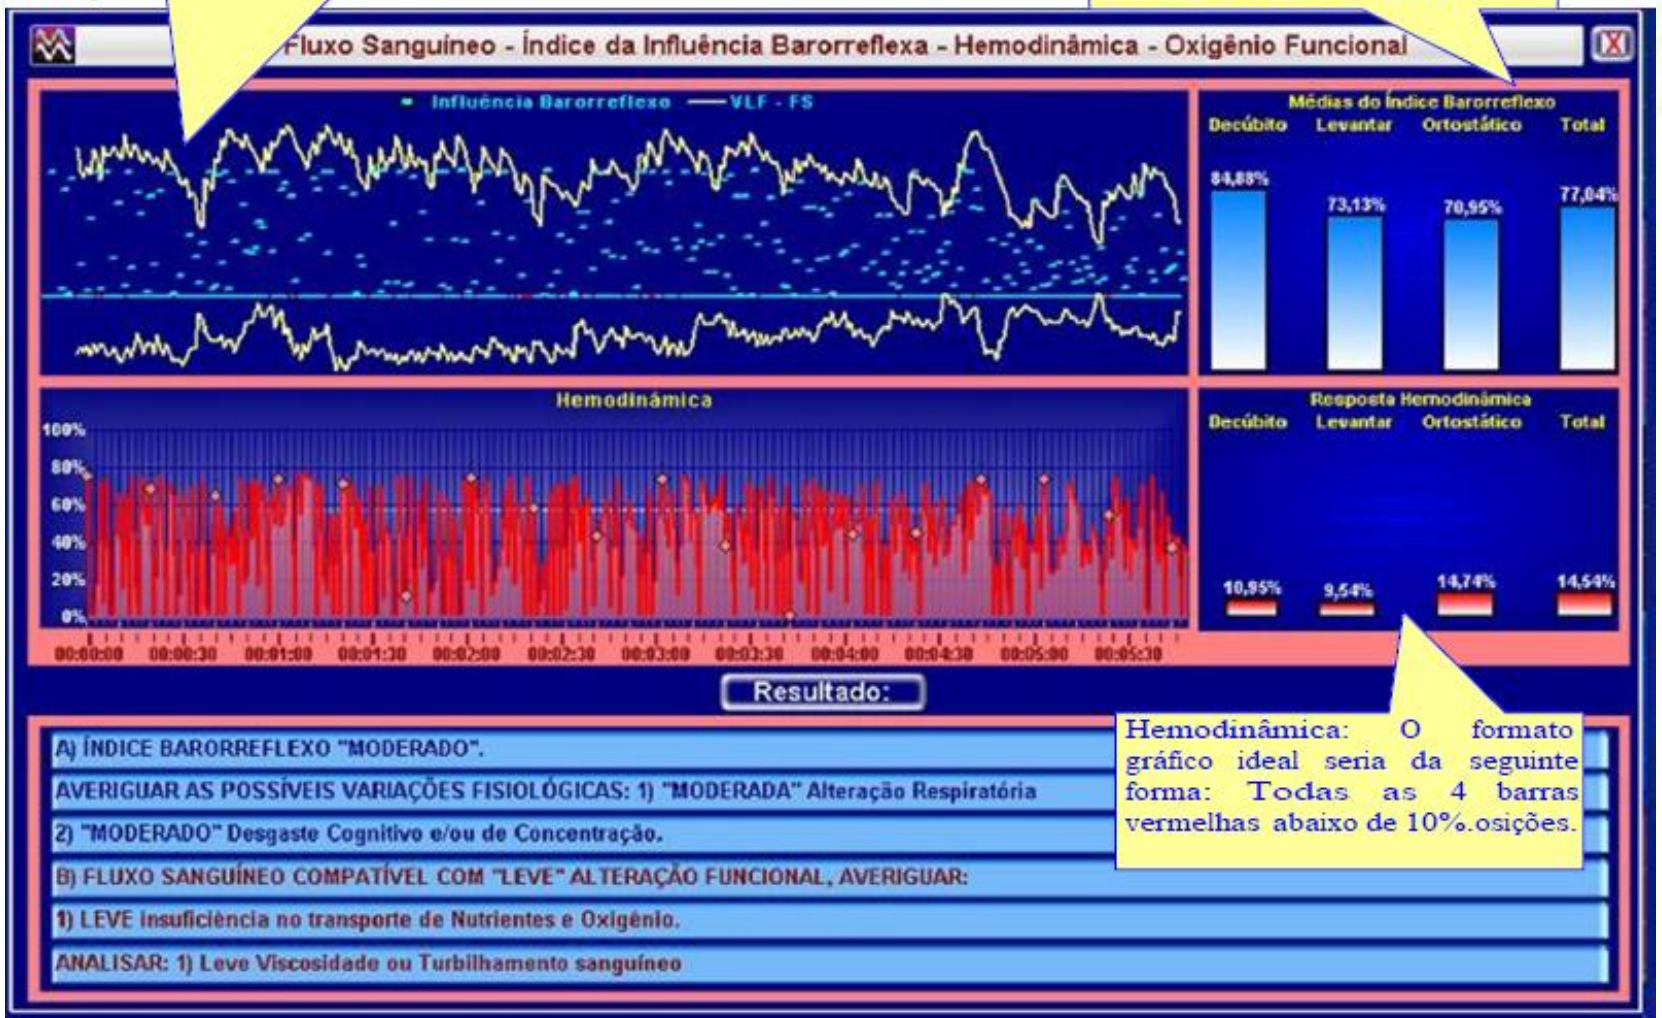 Fluxo Sanguíneo - Índice da Influência Barorreflexa - Hemodinâmica - Oxigênio Funcional
Influência Barorreflexo VLF - FS
Médias do Índice Barorreflexo
Decúbito Levantar Ortostático Total
84,88%
73,13%
70,95%
77,04%
Hemodinâmica
100%
80%
60%
40%
20%
0%
00:00:00 00:00:30 00:01:00 00:01:30 00:02:00 00:02:30 00:03:00 00:03:30 00:04:00 00:04:30 00:05:00 00:05:30
Resposta Hemodinâmica
Decúbito Levantar Ortostático Total
10,95%
9,54%
14,74%
14,54%
Resultado:
A) ÍNDICE BARORREFLEXO "MODERADO".
AVERIGUAR AS POSSÍVEIS VARIAÇÕES FISIOLÓGICAS: 1) "MODERADA" Alteração Respiratória
2) "MODERADO" Desgaste Cognitivo e/ou de Concentração.
B) FLUXO SANGUÍNEO COMPATÍVEL COM "LEVE" ALTERAÇÃO FUNCIONAL, AVERIGUAR:
1) LEVE insuficiência no transporte de Nutrientes e Oxigênio.
ANALISAR: 1) Leve Viscosidade ou Turbilhamento sanguíneo
Hemodinâmica: O formato
gráfico ideal seria da seguinte
forma: Todas as 4 barras
vermelhas abaixo de 10%.osições.